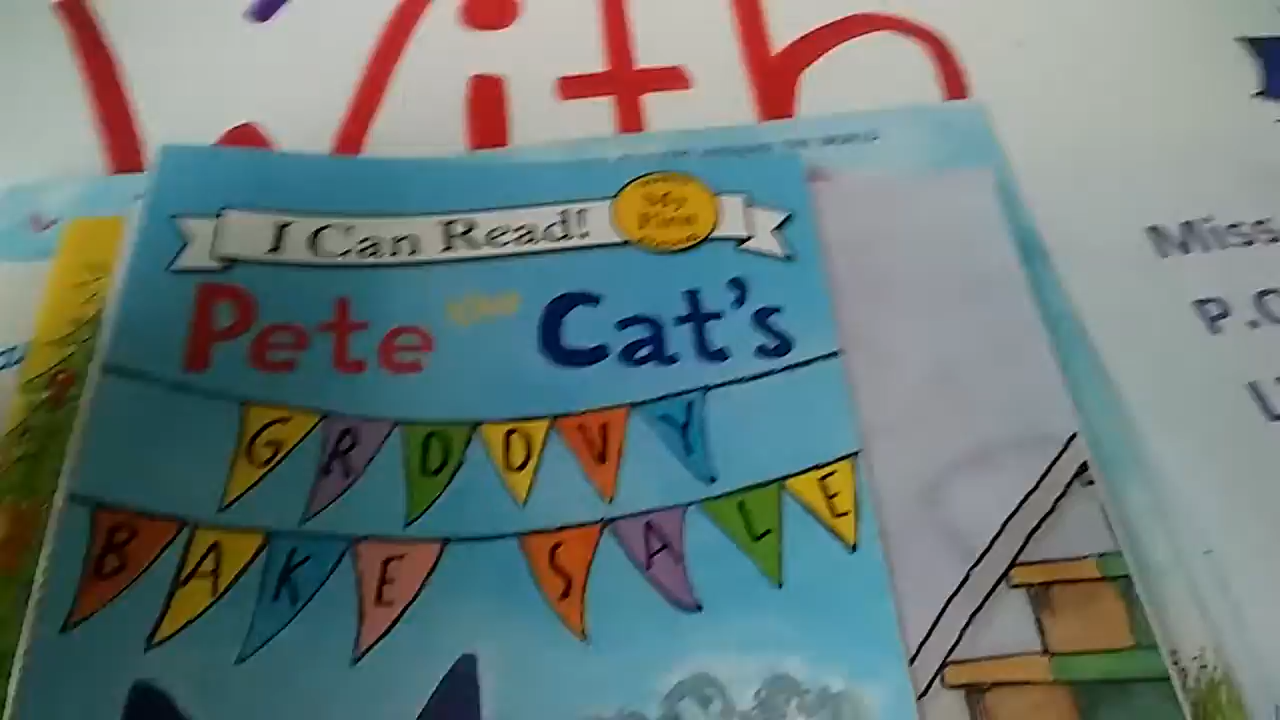 With
I Can Read!
My
First
Pete the Cat's
GROOVY
BAKE SALE
Miss
P.O